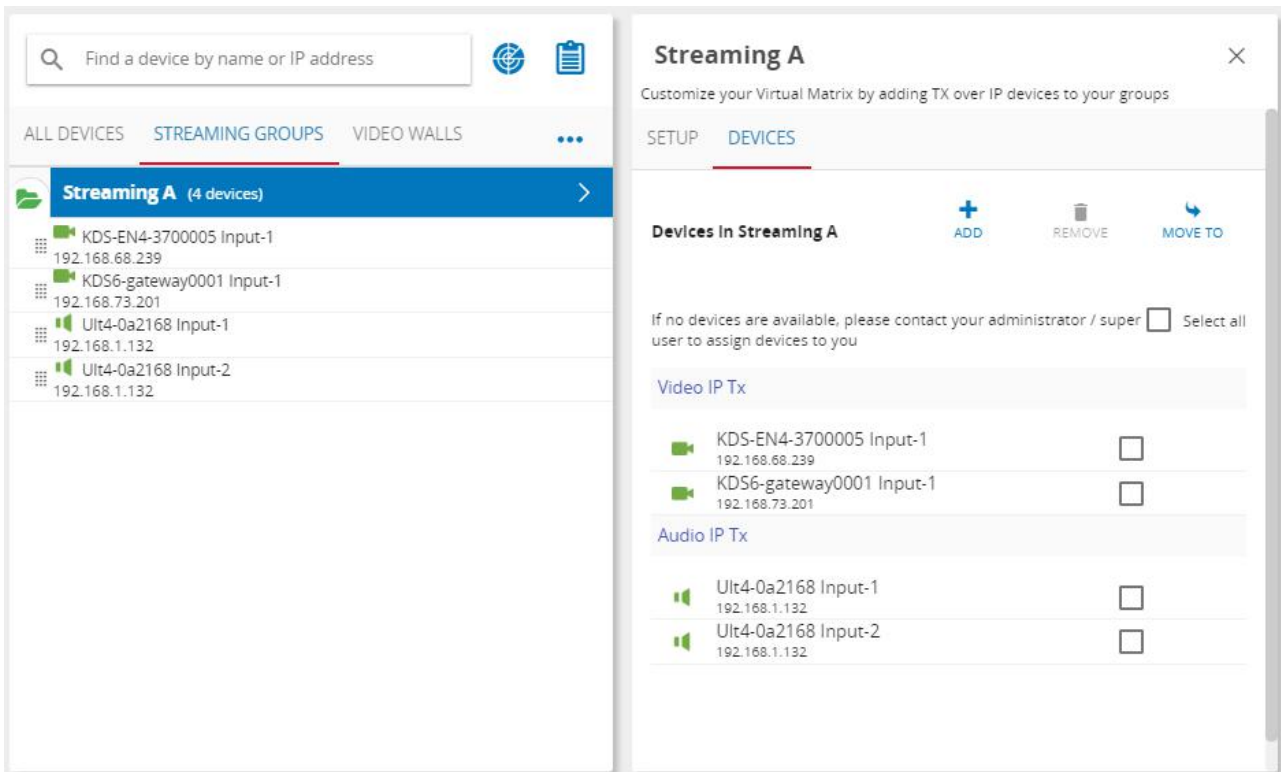 Find a device by name or IP address
ALL DEVICES STREAMING GROUPS VIDEO WALLS
Streaming A (4 devices)
KDS-EN4-3700005 Input-1
192.168.68.239
KDS6-gateway0001 Input-1
192.168.73.201
Ult4-0a2168 Input-1
192.168.1.132
Ult4-0a2168 Input-2
192.168.1.132
Streaming A
Customize your Virtual Matrix by adding TX over IP devices to your groups
SETUP DEVICES
Devices In Streaming A ADD REMOVE MOVE TO
If no devices are available, please contact your administrator / super Select all
user to assign devices to you
Video IP Tx
KDS-EN4-3700005 Input-1
192.168.68.239
KDS6-gateway0001 Input-1
192.168.73.201
Audio IP Tx
Ult4-0a2168 Input-1
192.168.1.132
Ult4-0a2168 Input-2
192.168.1.132